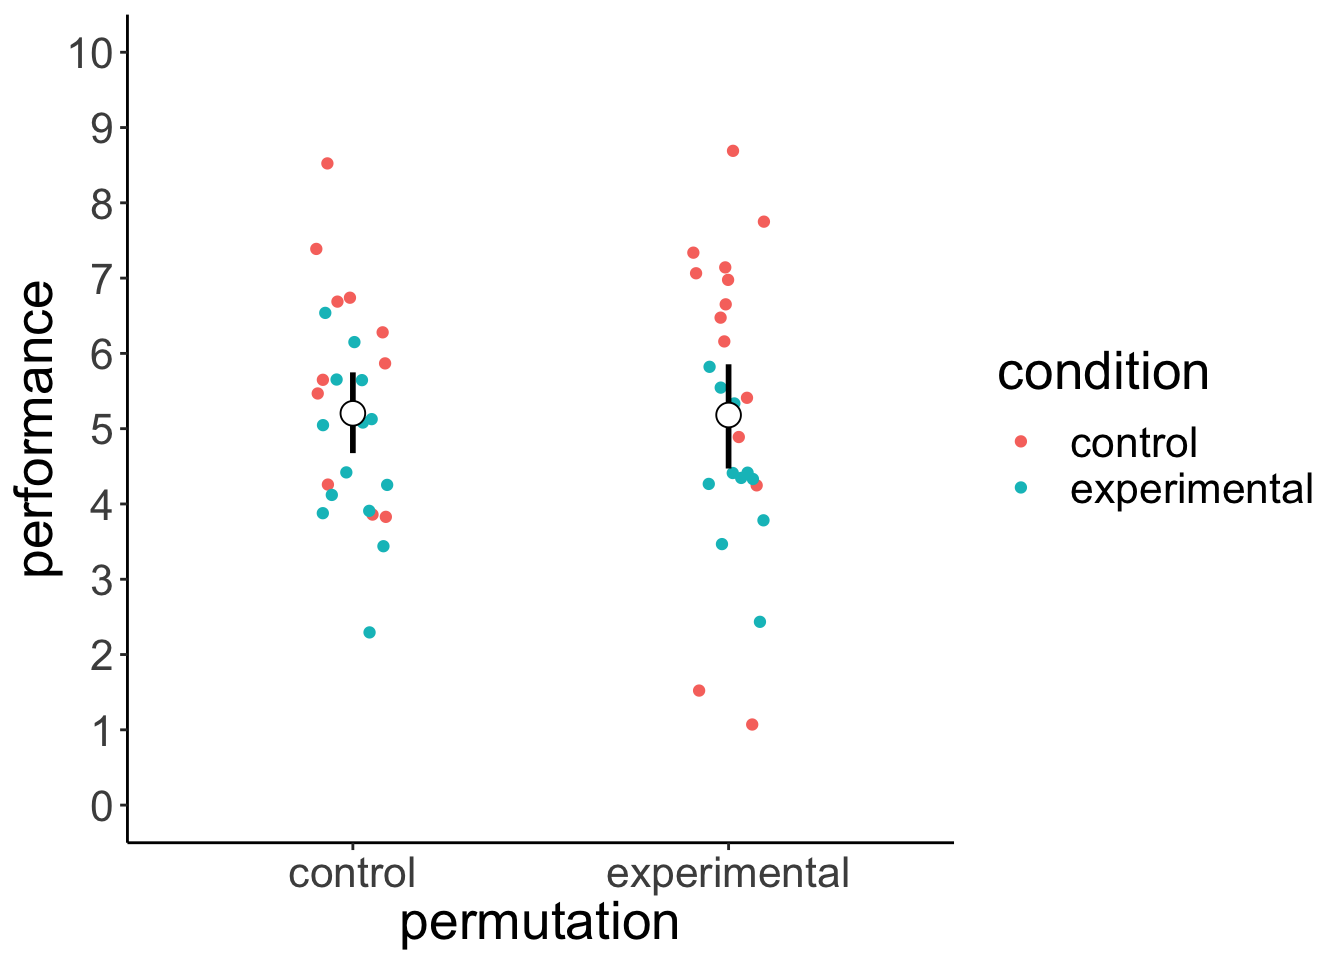 performance
10
9
8
7
6
5
4
3
2
1
0
control experimental
permutation
condition
control
experimental